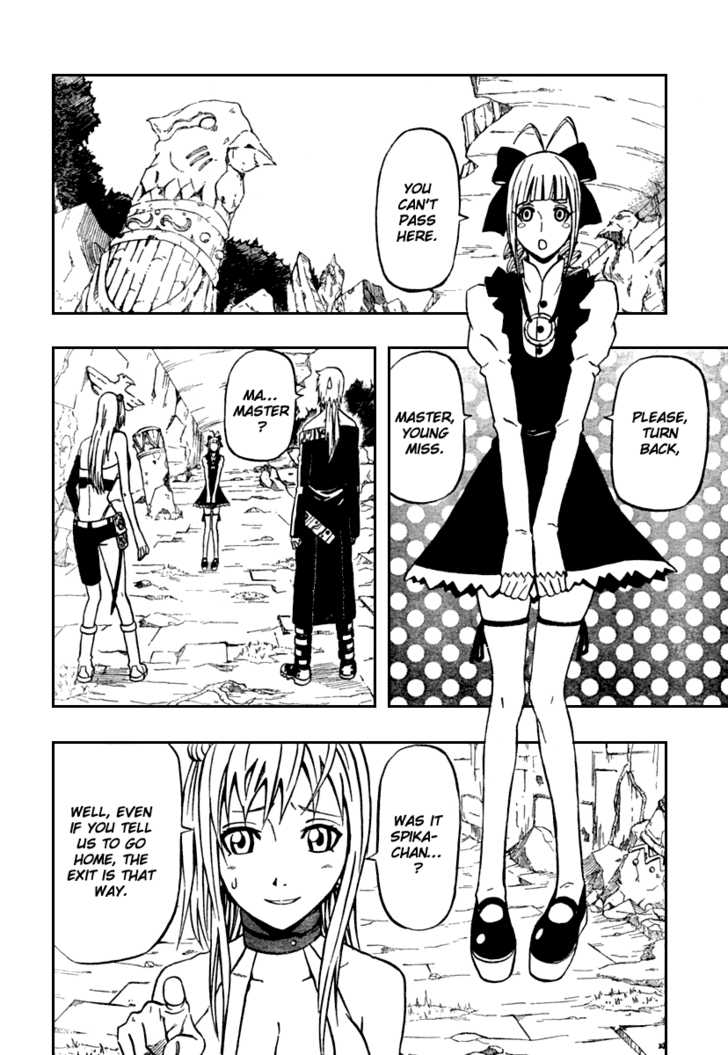 YOU
CAN'T
PASS
HERE.
PLEASE,
TURN
BACK,
MASTER,
YOUNG
MISS.
MA...
MASTER
?
WAS IT
SPIKA-
CHAN...
?
WELL, EVEN
IF YOU TELL
US TO GO
HOME, THE
EXIT IS THAT
WAY.